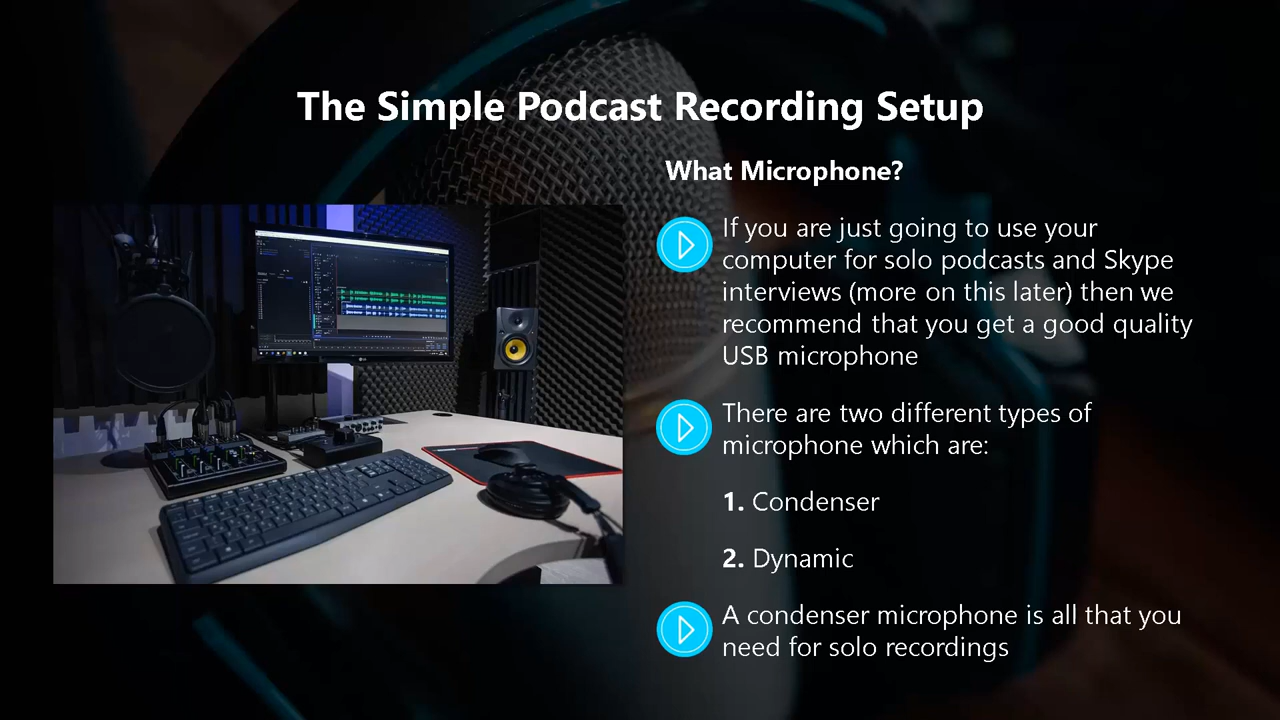 The Simple Podcast Recording Setup
What Microphone?
If you are just going to use your
computer for solo podcasts and Skype
interviews (more on this later) then we
recommend that you get a good quality
USB microphone
There are two different types of
microphone which are:
1. Condenser
2. Dynamic
A condenser microphone is all that you
need for solo recordings